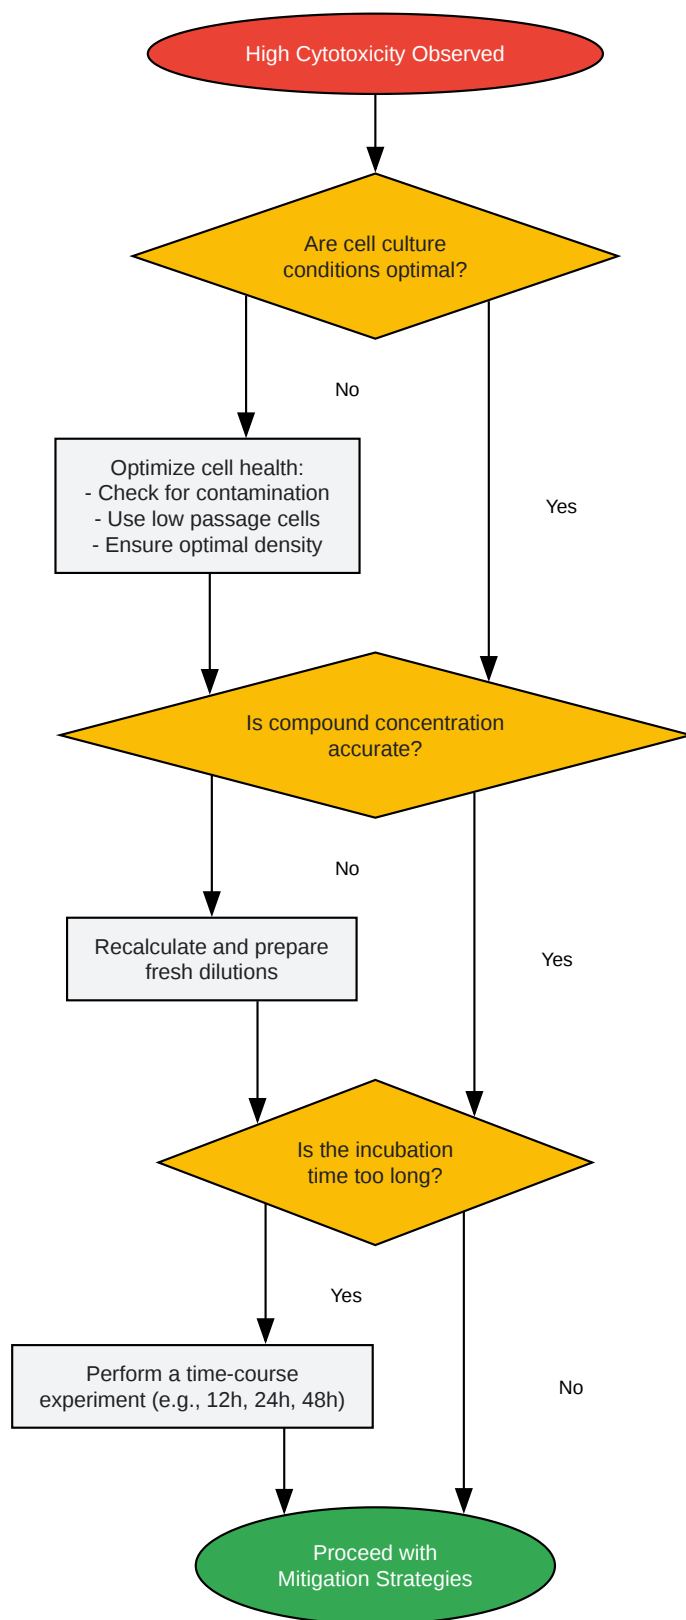 High Cytotoxicity Observed
Are cell culture
conditions optimal?
No
Optimize cell health:
- Check for contamination
- Use low passage cells
- Ensure optimal density
Yes
Is compound concentration
accurate?
No
Recalculate and prepare
fresh dilutions
Yes
Is the incubation
time too long?
Yes
Perform a time-course
experiment (e.g., 12h, 24h, 48h)
No
Proceed with
Mitigation Strategies